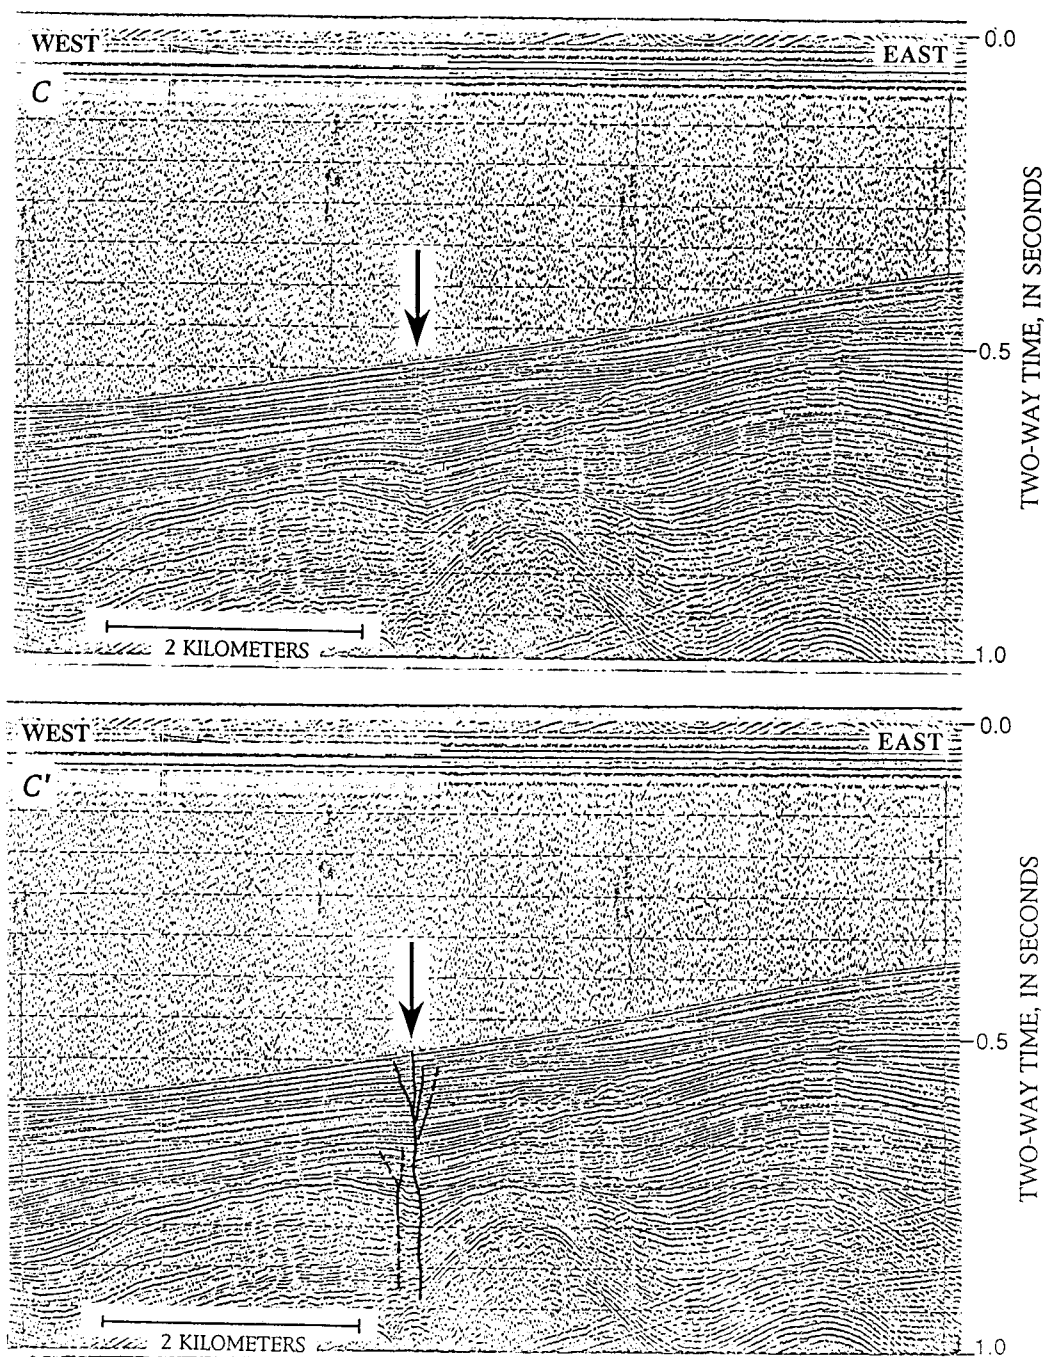 WEST
EAST
0.0
C
0.5
TWO-WAY TIME, IN SECONDS
2 KILOMETERS
1.0
WEST
EAST
0.0
C'
0.5
TWO-WAY TIME, IN SECONDS
2 KILOMETERS
1.0